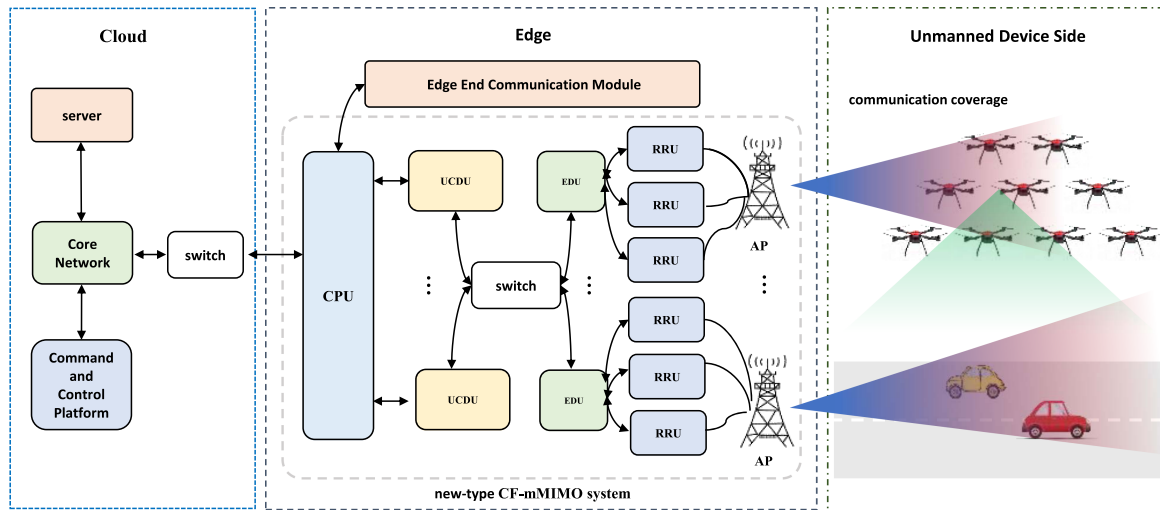 Cloud
server
Core
Network
switch
Command
and
Control
Platform
Edge
Edge End Communication Module
CPU
UCDU
UCDU
switch
EDU
EDU
RRU
RRU
RRU
AP
RRU
RRU
RRU
AP
new-type CF-mMIMO system
Unmanned Device Side
communication coverage